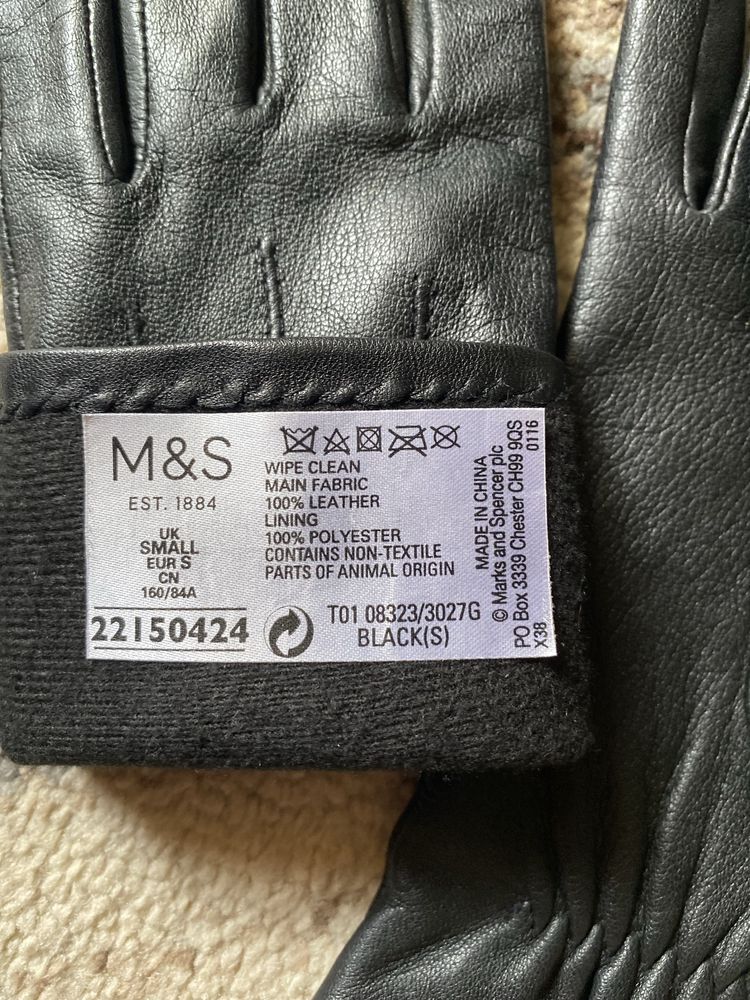 M&S
EST. 1884
UK
SMALL
EUR S
CN
160/84A
22150424
WIPE CLEAN
MAIN FABRIC
100% LEATHER
LINING
100% POLYESTER
CONTAINS NON-TEXTILE
PARTS OF ANIMAL ORIGIN
T01 08323/3027G
BLACK(S)
MADE IN CHINA
© Marks and Spencer plc
PO Box 3339 Chester CH99 9QS
X38
0116